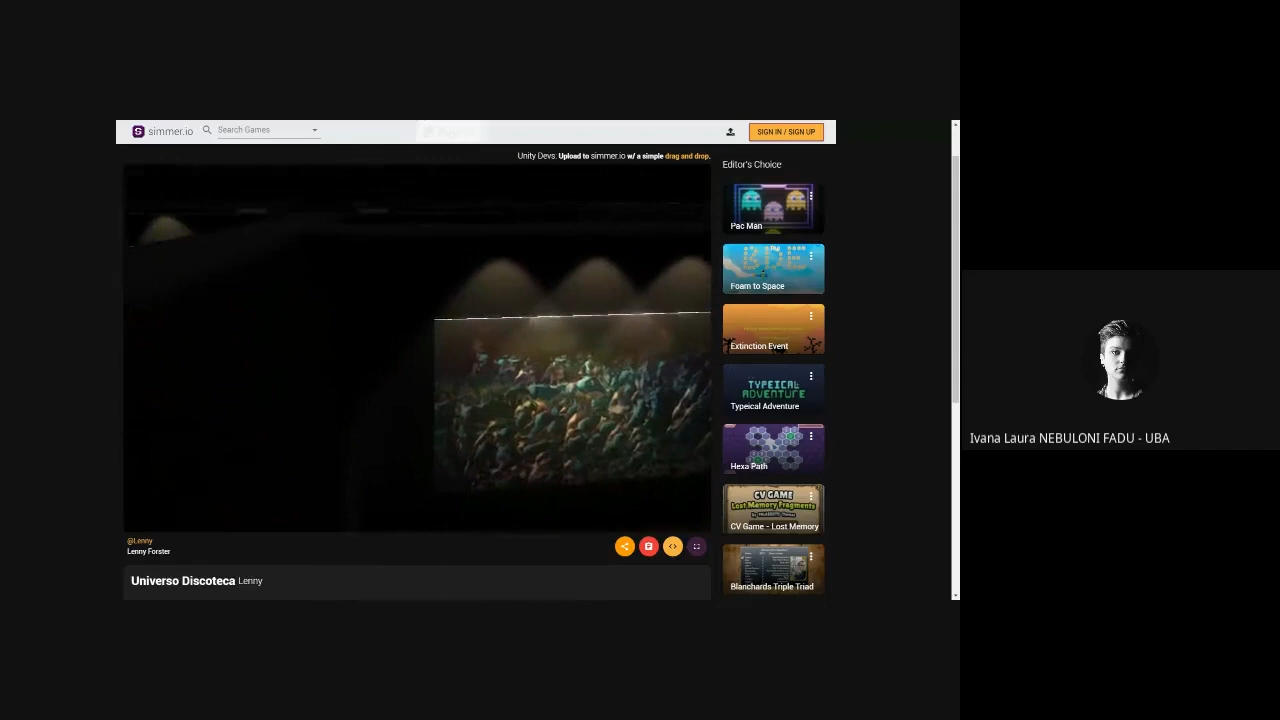 simmer.io
Search Games
SIGN IN / SIGN UP
Unity Devs: Upload to simmer.io w/ a simple drag and drop.
Editor's Choice
Pac Man
Foam to Space
Extinction Event
TYPEICAL
ADVENTURE
Typeical Adventure
Hexa Path
CV GAME
Lost Memory Fragments
CV Game - Lost Memory
Blanchards Triple Triad
@Lenny
Lenny Forster
Universo Discoteca Lenny
Ivana Laura NEBULONI FADU - UBA